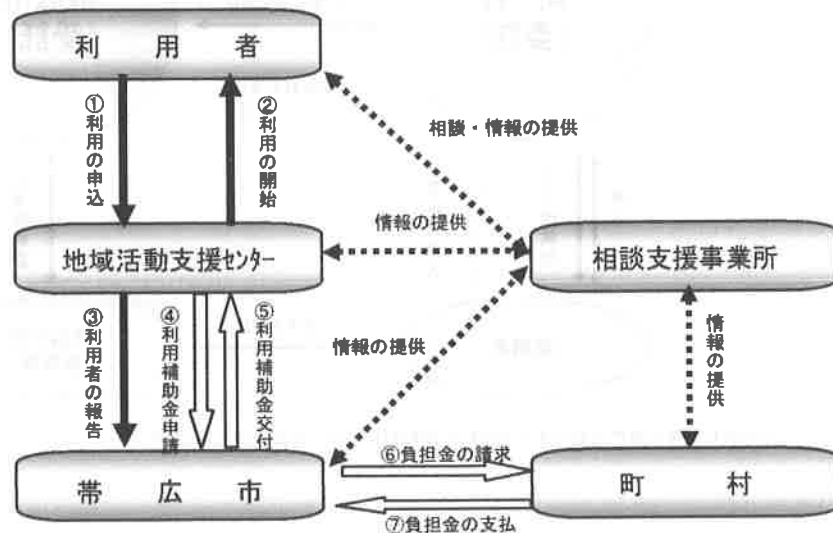 利用者
①利用の申込
②利用の開始
相談・情報の提供
情報の提供
地域活動支援センター
相談支援事業所
③利用者の報告
④利用補助金申請
⑤利用補助金交付
情報の提供
情報の提供
⑥負担金の請求
帯広市
町村
⑦負担金の支払